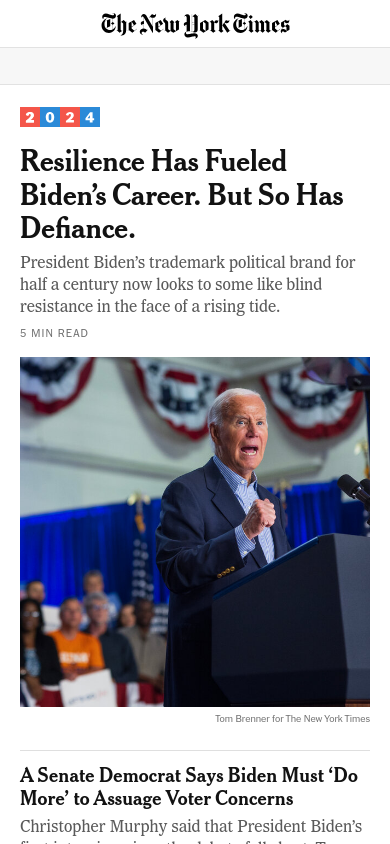 The New York Times
2024
Resilience Has Fueled
Biden’s Career. But So Has
Defiance.
President Biden’s trademark political brand for
half a century now looks to some like blind
resistance in the face of a rising tide.
5 MIN READ
Tom Brenner for The New York Times
A Senate Democrat Says Biden Must ‘Do
More’ to Assuage Voter Concerns
Christopher Murphy said that President Biden’s